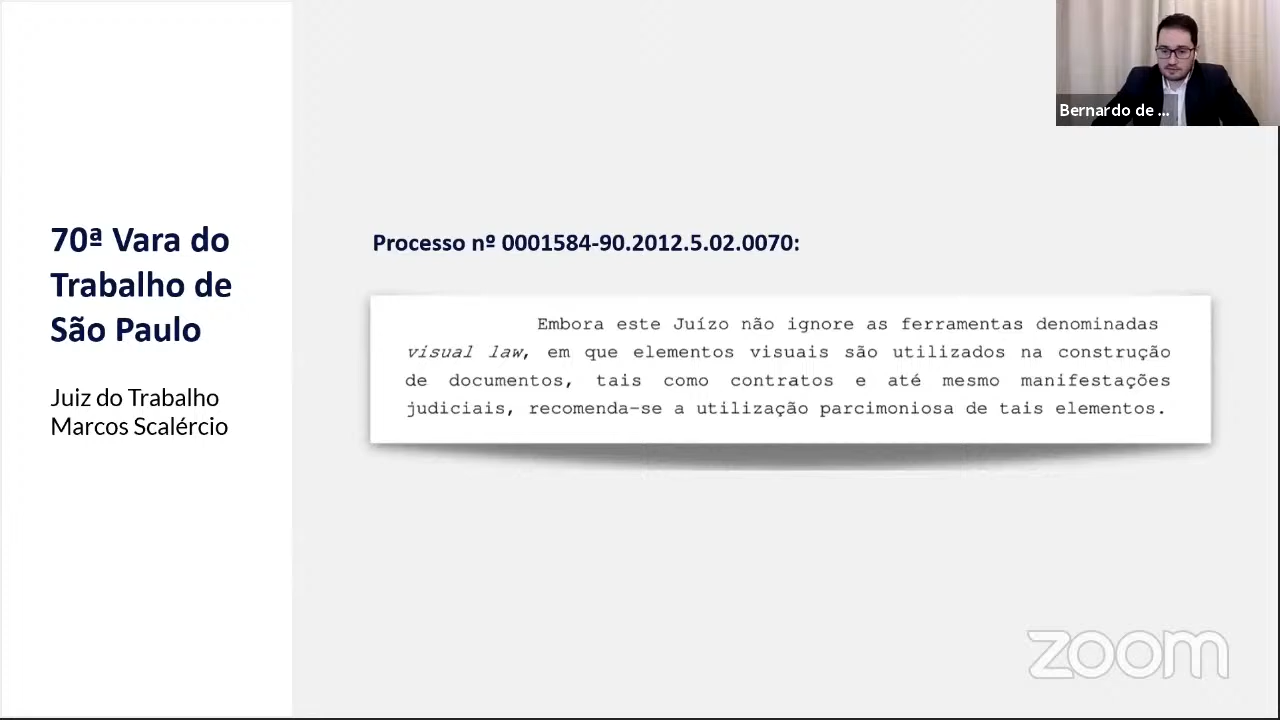 Bernardo de ...
70ª Vara do
Trabalho de
São Paulo
Juiz do Trabalho
Marcos Scalércio
Processo nº 0001584-90.2012.5.02.0070:
Embora este Juízo não ignore as ferramentas denominadas
visual law, em que elementos visuais são utilizados na construção
de documentos, tais como contratos e até mesmo manifestações
judiciais, recomenda-se a utilização parcimoniosa de tais elementos.
zoom